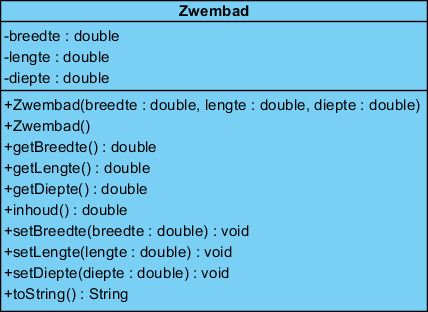 Zwembad
-breedte : double
-lengte : double
-diepte : double
+Zwembad(breedte : double, lengte : double, diepte : double)
+Zwembad()
+getBreedte() : double
+getLengte() : double
+getDiepte() : double
+inhoud() : double
+setBreedte(breedte : double) : void
+setLengte(lengte : double) : void
+setDiepte(diepte : double) : void
+toString() : String